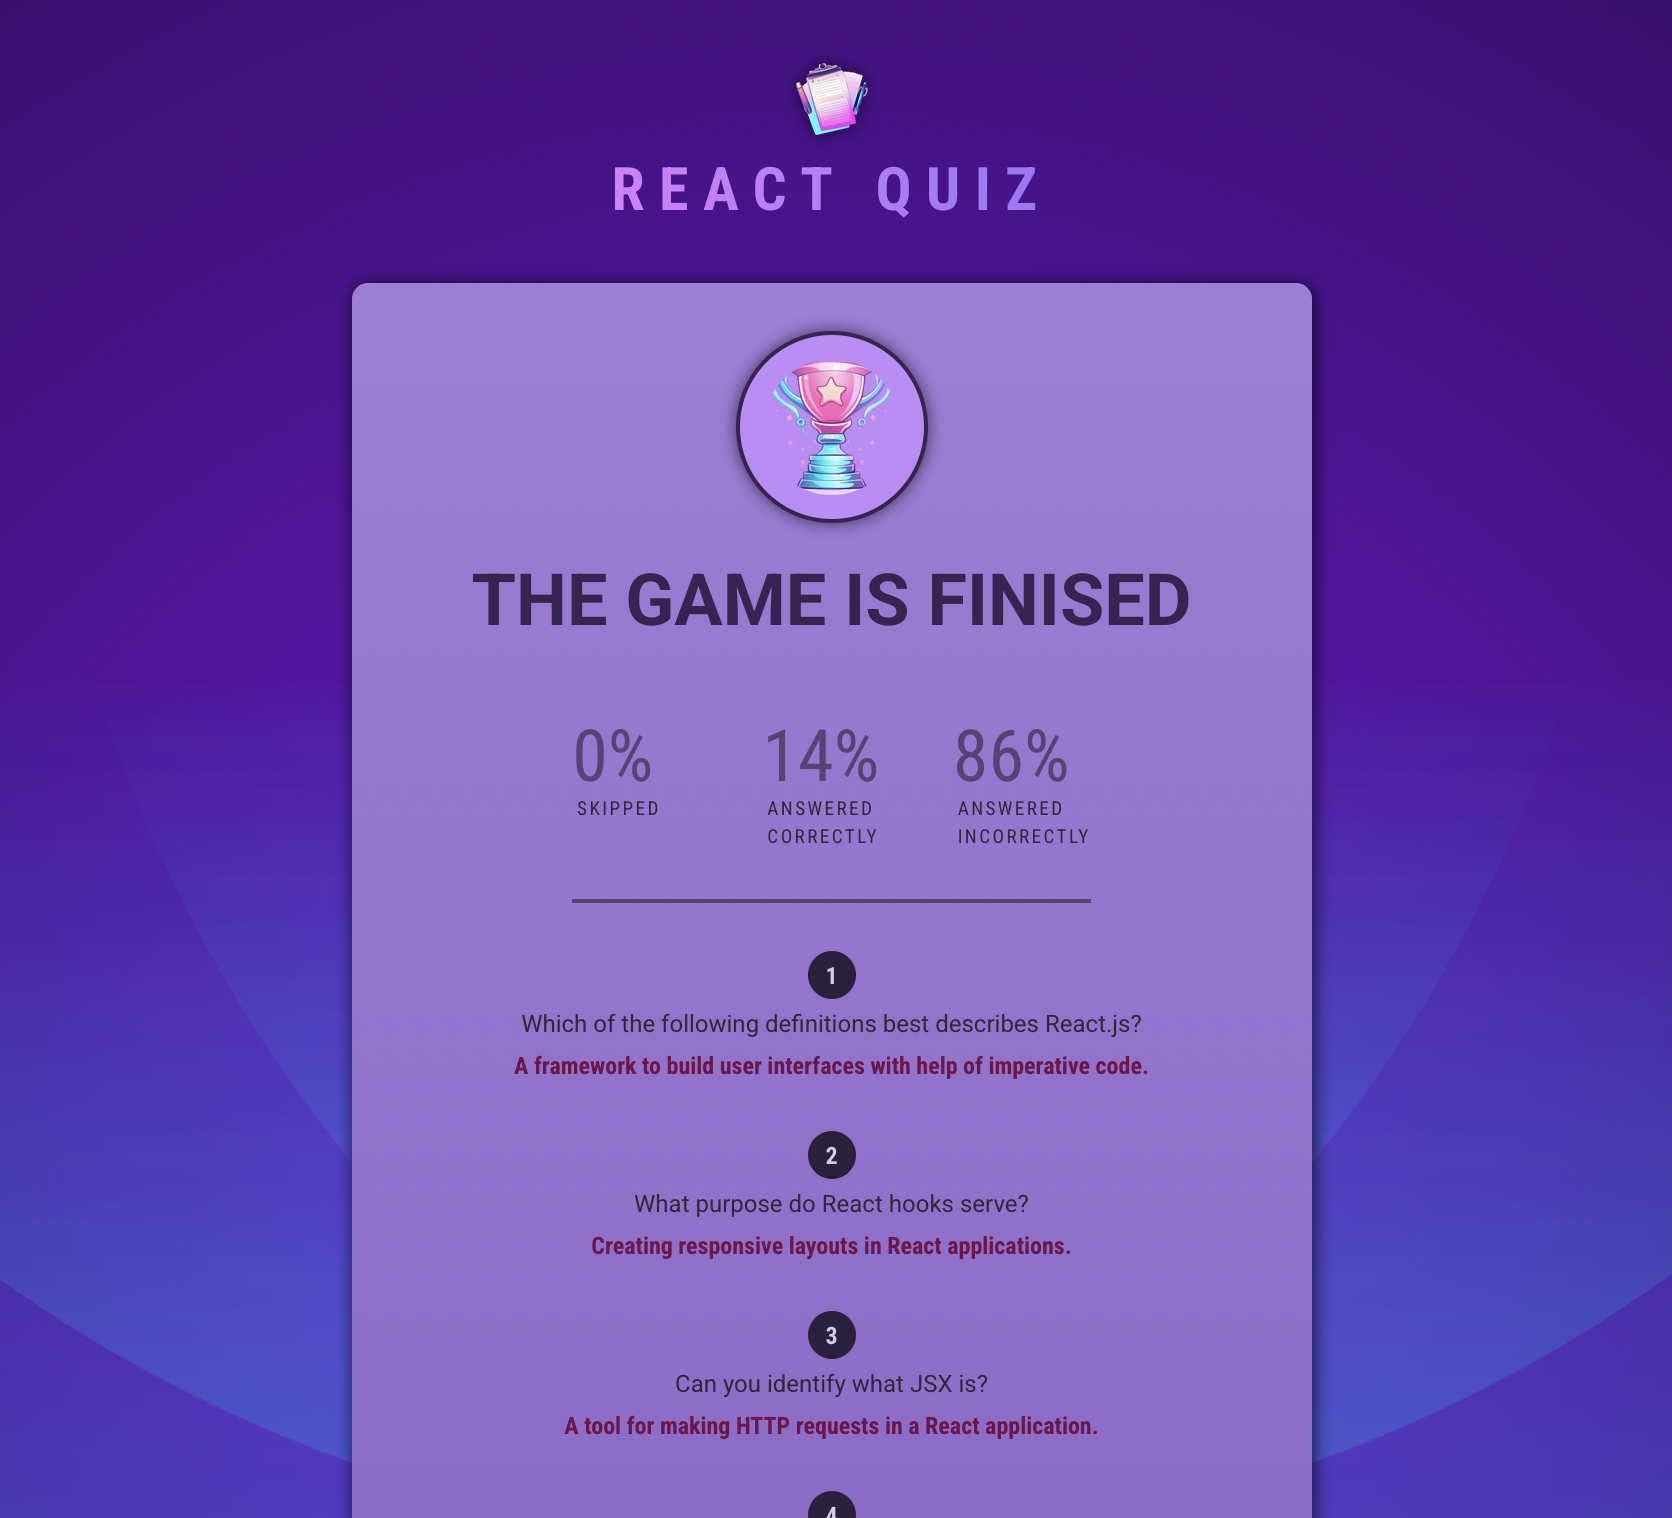 REACT QUIZ
THE GAME IS FINISED
0%
SKIPPED
14%
ANSWERED
CORRECTLY
86%
ANSWERED
INCORRECTLY
1
Which of the following definitions best describes React.js?
A framework to build user interfaces with help of imperative code.
2
What purpose do React hooks serve?
Creating responsive layouts in React applications.
3
Can you identify what JSX is?
A tool for making HTTP requests in a React application.
4